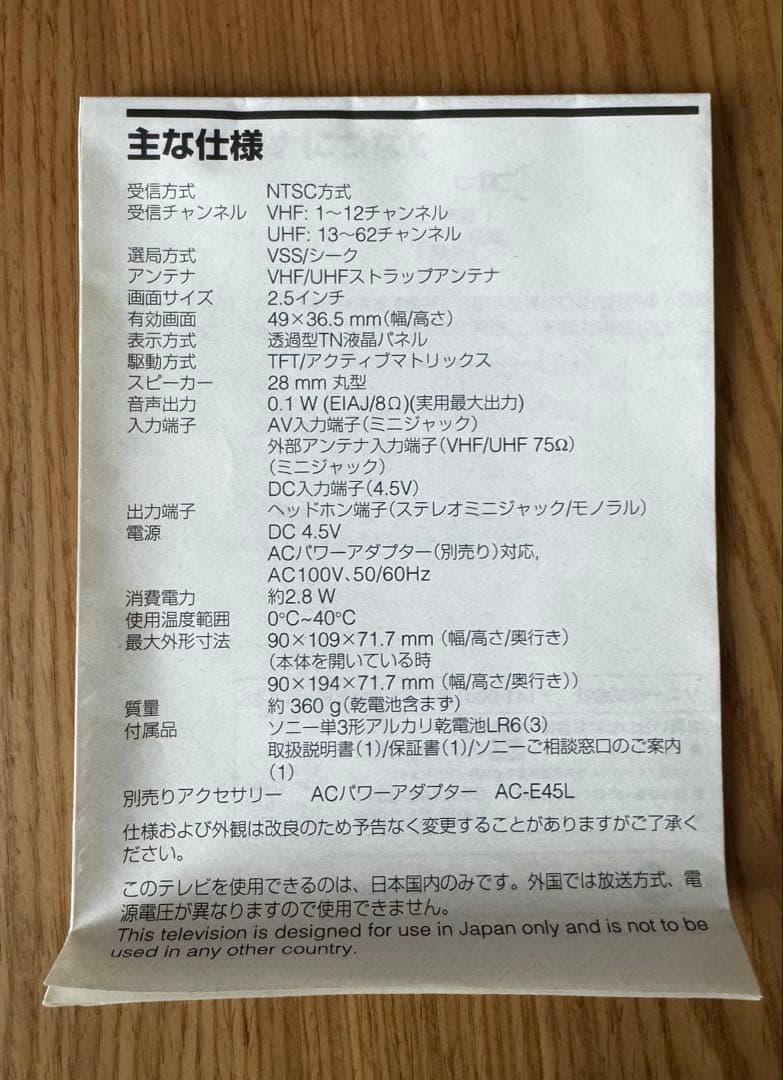 主な仕様
受信方式 NTSC方式
受信チャンネル VHF: 1〜12チャンネル
UHF: 13〜62チャンネル
選局方式 VSS/シーク
アンテナ VHF/UHFストラップアンテナ
画面サイズ 2.5インチ
有効画面 49×36.5 mm(幅/高さ)
表示方式 透過型TN液晶パネル
駆動方式 TFT/アクティブマトリックス
スピーカー 28 mm 丸型
音声出力 0.1 W (EIAJ/8Ω)(実用最大出力)
入力端子 AV入力端子(ミニジャック)
外部アンテナ入力端子(VHF/UHF 75Ω)
(ミニジャック)
DC入力端子(4.5V)
出力端子 ヘッドホン端子(ステレオミニジャック/モノラル)
電源 DC 4.5V
ACパワーアダプター(別売り)対応,
AC100V、50/60Hz
消費電力 約2.8 W
使用温度範囲 0°C~40°C
最大外形寸法 90×109×71.7 mm (幅/高さ/奥行き)
(本体を開いている時
90×194×71.7 mm (幅/高さ/奥行き))
質量 約 360 g(乾電池含まず)
付属品 ソニー単3形アルカリ乾電池LR6(3)
取扱説明書(1)/保証書(1)/ソニーご相談窓口のご案内
(1)
別売りアクセサリー ACパワーアダプター AC-E45L
仕様および外観は改良のため予告なく変更することがありますがご了承く
ださい。
このテレビを使用できるのは、日本国内のみです。外国では放送方式、電
源電圧が異なりますので使用できません。
This television is designed for use in Japan only and is not to be
used in any other country.